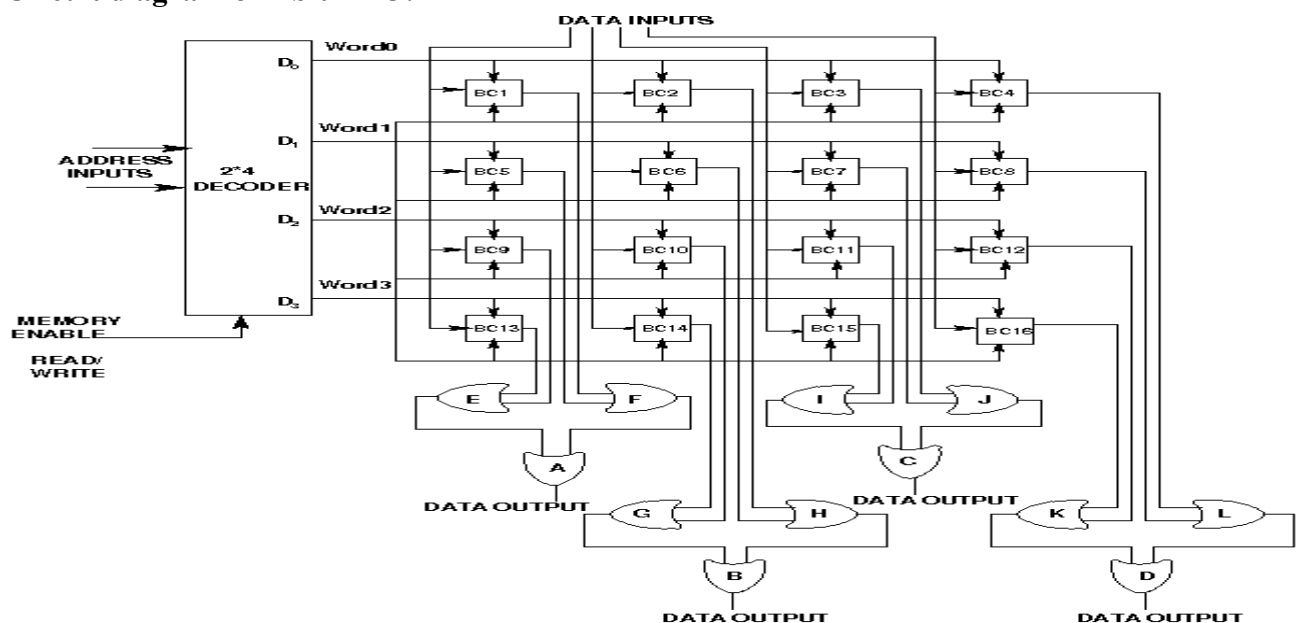 DATA INPUTS
Word0
D0
BC1
BC2
BC3
BC4
Word1
D1
ADDRESS
INPUTS
2*4
DECODER
BC5
BC6
BC7
BC8
Word2
D2
BC9
BC10
BC11
BC12
Word3
D3
MEMORY
ENABLE
BC13
BC14
BC15
BC16
READ/
WRITE
E
F
I
J
A
C
DATA OUTPUT
DATA OUTPUT
G
H
K
L
B
D
DATA OUTPUT
DATA OUTPUT